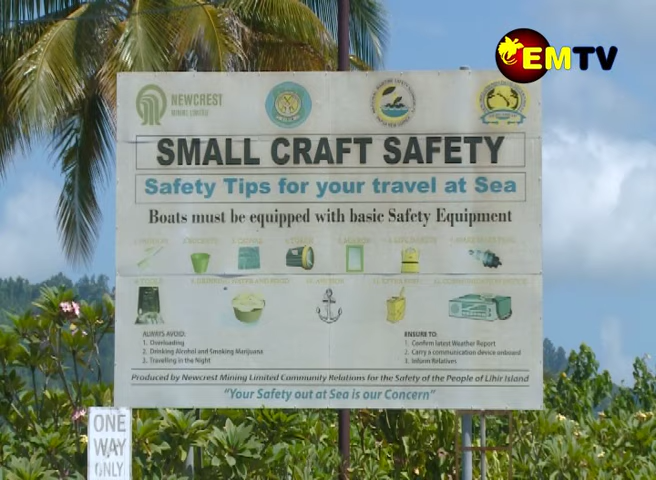 EMTV
NEWCREST
MINING LIMITED
SMALL CRAFT SAFETY
Safety Tips for your travel at Sea
Boats must be equipped with basic Safety Equipment
ALWAYS AVOID:
1. Overloading
2. Drinking Alcohol and Smoking Marijuana
3. Travelling in the Night
ENSURE TO:
1. Confirm latest Weather Report
2. Carry a communication device onboard
3. Inform Relatives
Produced by Newcrest Mining Limited Community Relations for the Safety of the People of Lihir Island
"Your Safety out at Sea is our Concern"
ONE
WAY
ONLY